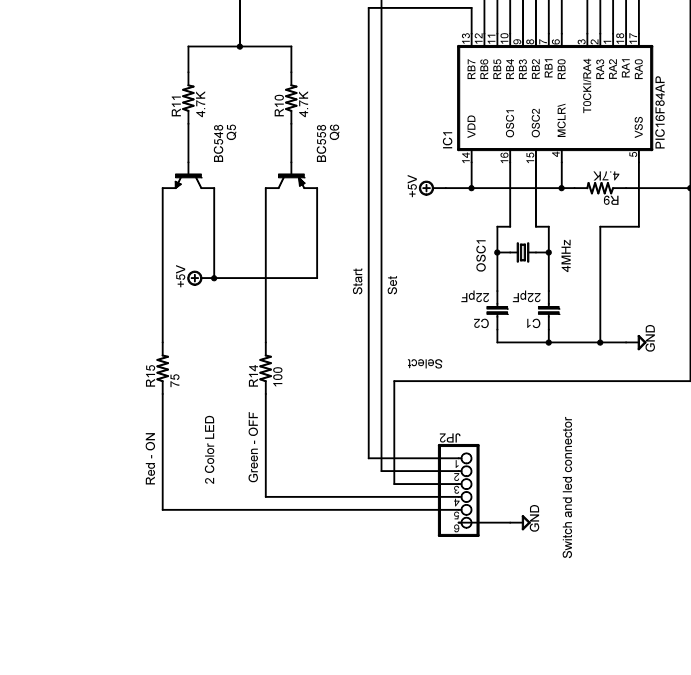 13
12
11
10
9
8
7
6
3
2
1
18
17
RB7
RB6
RB5
RB4
RB3
RB2
RB1
RB0
T0CKI/RA4
RA3
RA2
RA1
RA0
IC1
VDD
OSC1
OSC2
MCLR\
VSS
PIC16F84AP
14
16
15
4
5
R11
4.7K
BC548
Q5
R10
4.7K
BC558
Q6
+5V
R9
4.7K
+5V
OSC1
4MHz
22pF
C2
22pF
C1
GND
Start
Set
Select
R15
75
R14
100
Red - ON
2 Color LED
Green - OFF
JP2
1
2
3
4
5
6
GND
Switch and led connector